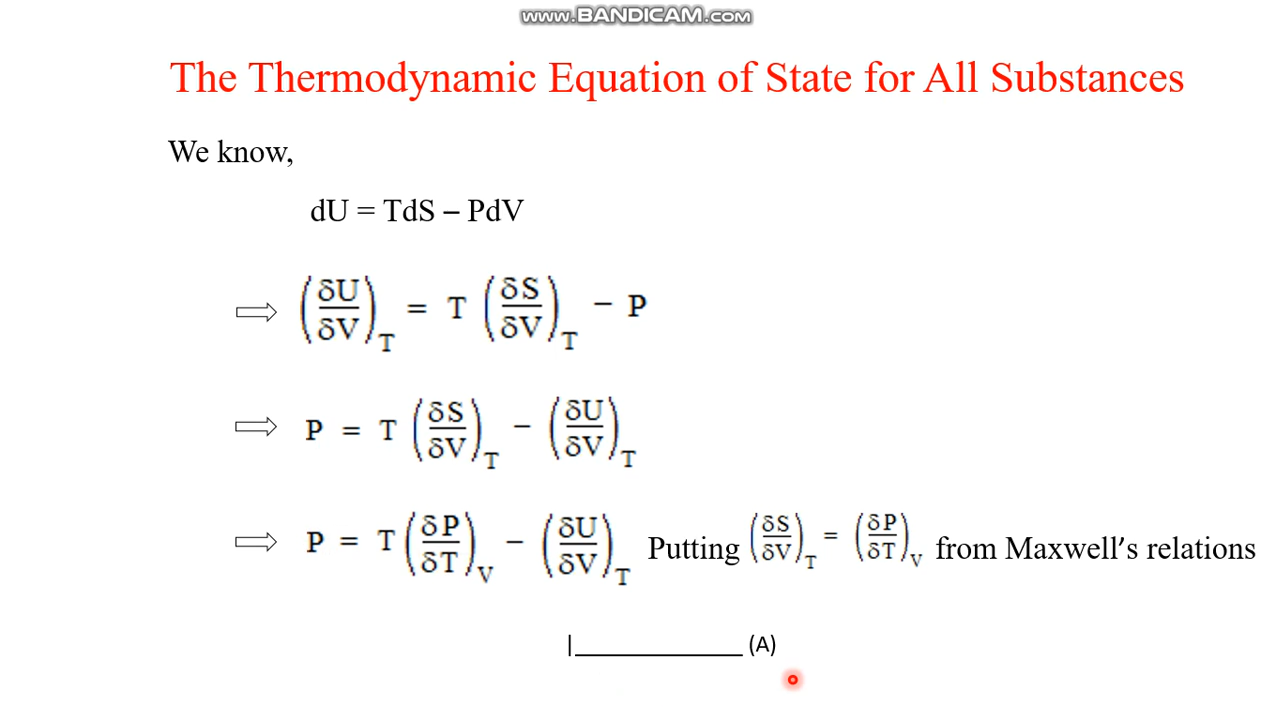 www.BANDICAM.com
The Thermodynamic Equation of State for All Substances
We know,
dU = TdS – PdV
⇒ (δU/δV)_T = T (δS/δV)_T − P
⇒ P = T (δS/δV)_T − (δU/δV)_T
⇒ P = T (δP/δT)_V − (δU/δV)_T Putting (δS/δV)_T = (δP/δT)_V from Maxwell's relations
|______________ (A)